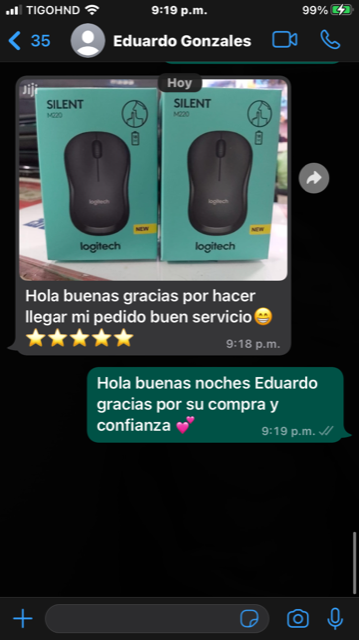 TIGOHND
9:19 p.m.
99%
35
Eduardo Gonzales
Hoy
Jiji
SILENT
M220
logitech
NEW
logitech
SILENT
M220
logitech
NEW
logitech
Hola buenas gracias por hacer
llegar mi pedido buen servicio😁
⭐⭐⭐⭐⭐
9:18 p.m.
Hola buenas noches Eduardo
gracias por su compra y
confianza 💕
9:19 p.m.